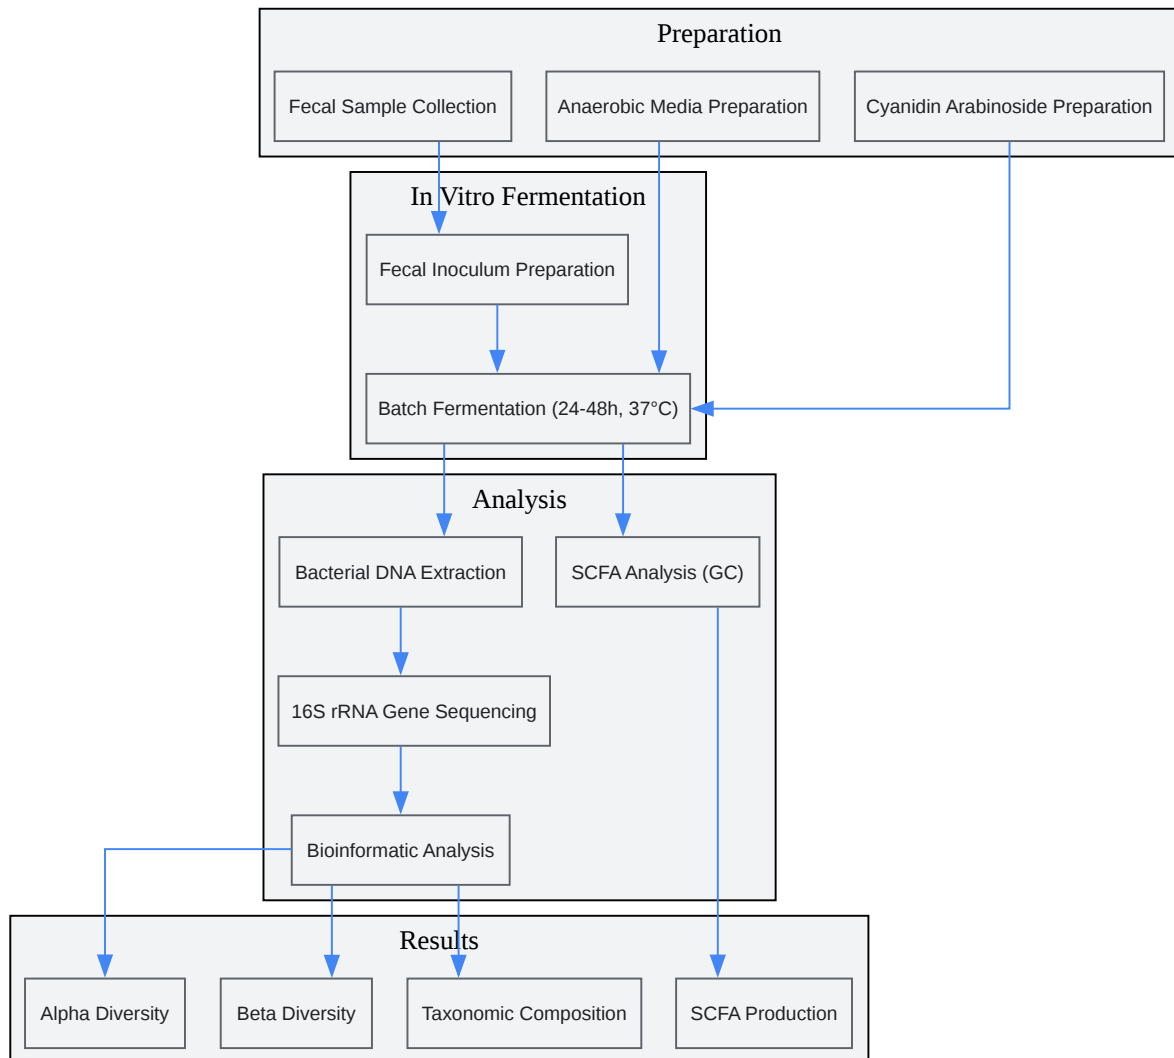 Preparation
Fecal Sample Collection
Anaerobic Media Preparation
Cyanidin Arabinoside Preparation
In Vitro Fermentation
Fecal Inoculum Preparation
Batch Fermentation (24-48h, 37°C)
Analysis
Bacterial DNA Extraction
SCFA Analysis (GC)
16S rRNA Gene Sequencing
Bioinformatic Analysis
Results
Alpha Diversity
Beta Diversity
Taxonomic Composition
SCFA Production